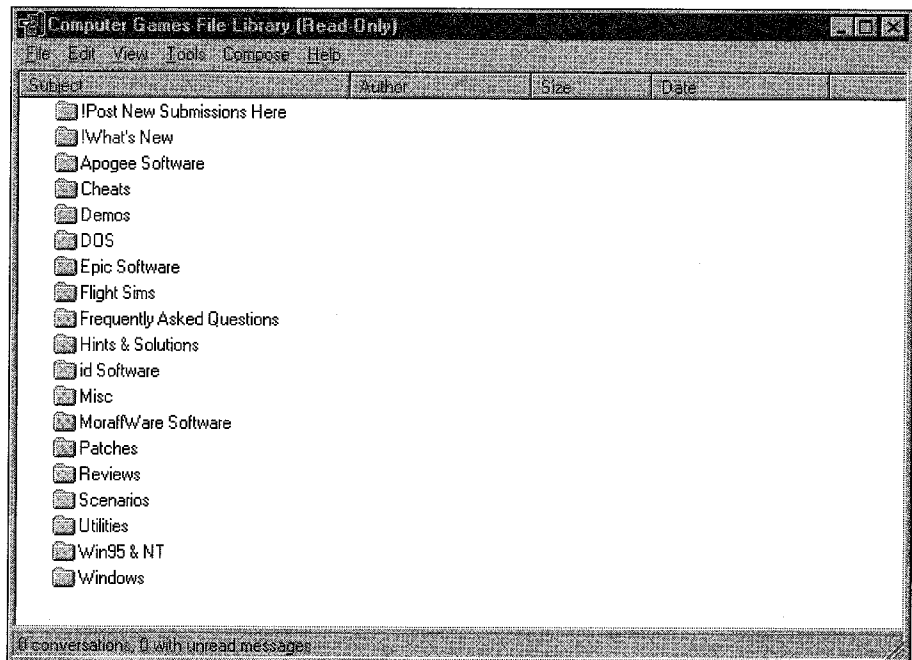 Computer Games File Library (Read-Only)
File Edit View Tools Compose Help
Subject Author Size Date
!Post New Submissions Here
!What's New
Apogee Software
Cheats
Demos
DOS
Epic Software
Flight Sims
Frequently Asked Questions
Hints & Solutions
id Software
Misc
MoraffWare Software
Patches
Reviews
Scenarios
Utilities
Win95 & NT
Windows
0 conversations, 0 with unread messages